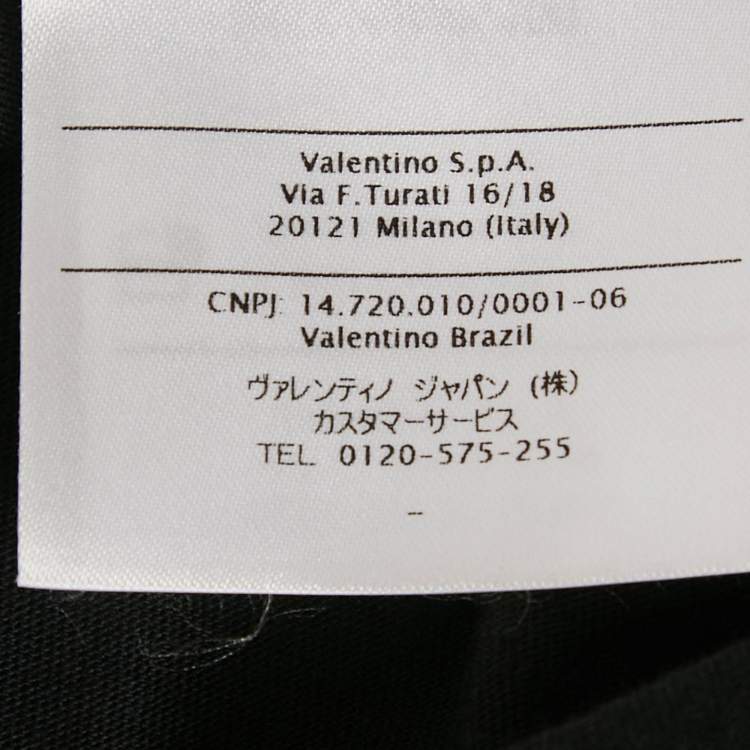 Valentino S.p.A.
Via F.Turati 16/18
20121 Milano (Italy)
CNPJ: 14.720.010/0001-06
Valentino Brazil
ヴァレンティノ ジャパン (株)
カスタマーサービス
TEL. 0120-575-255
–